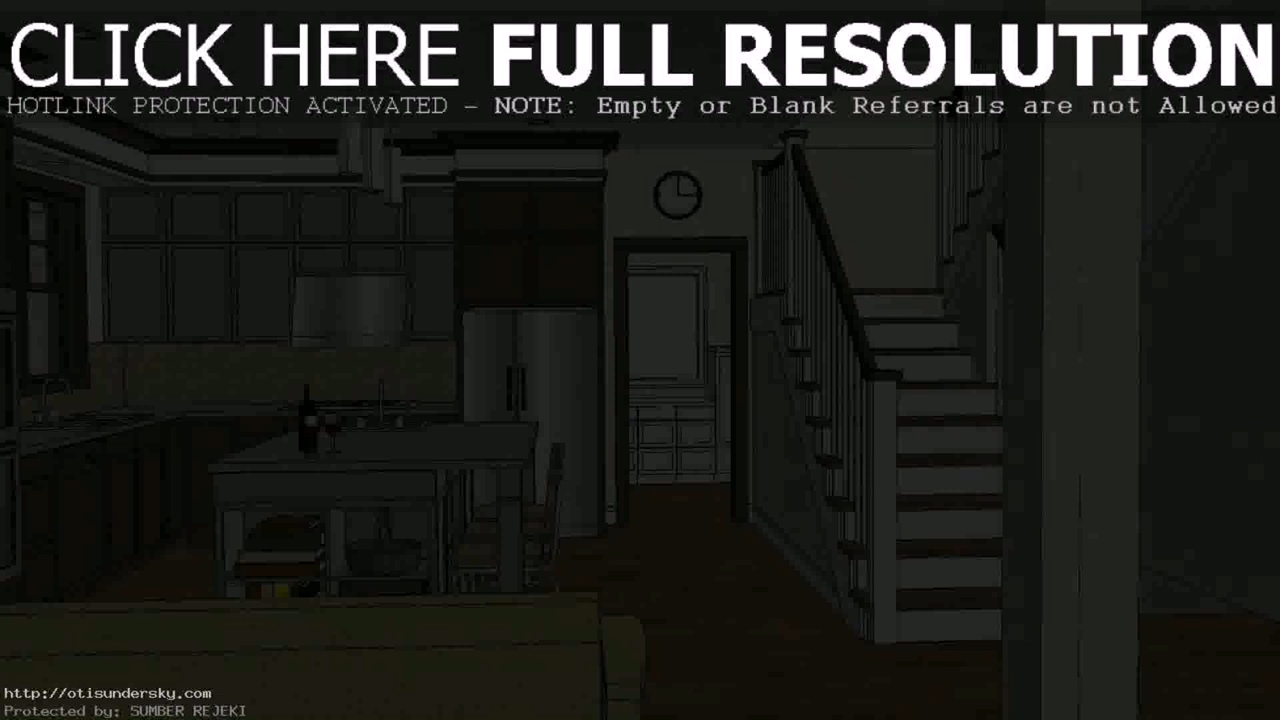 CLICK HERE FULL RESOLUTION
HOTLINK PROTECTION ACTIVATED – NOTE: Empty or Blank Referrals are not Allowed
http://otisundersky.com
Protected by: SUMBER REJEKI